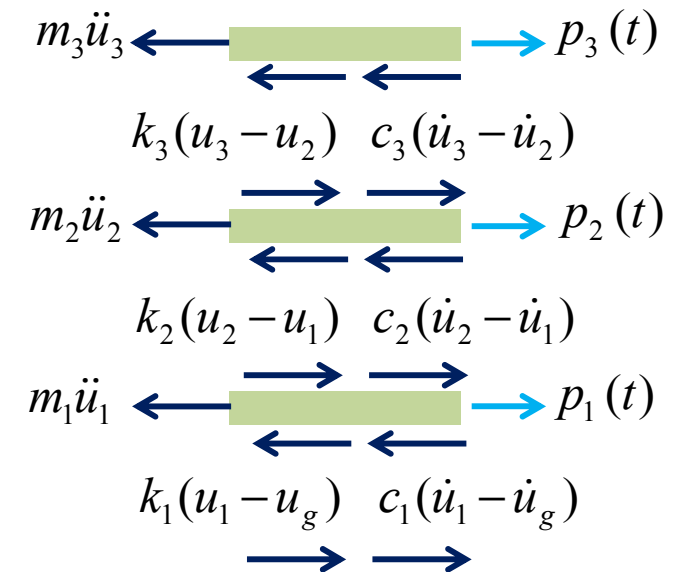 m₃ü₃ p₃(t)
k₃(u₃ − u₂) c₃(u̇₃ − u̇₂)
m₂ü₂ p₂(t)
k₂(u₂ − u₁) c₂(u̇₂ − u̇₁)
m₁ü₁ p₁(t)
k₁(u₁ − u_g) c₁(u̇₁ − u̇_g)